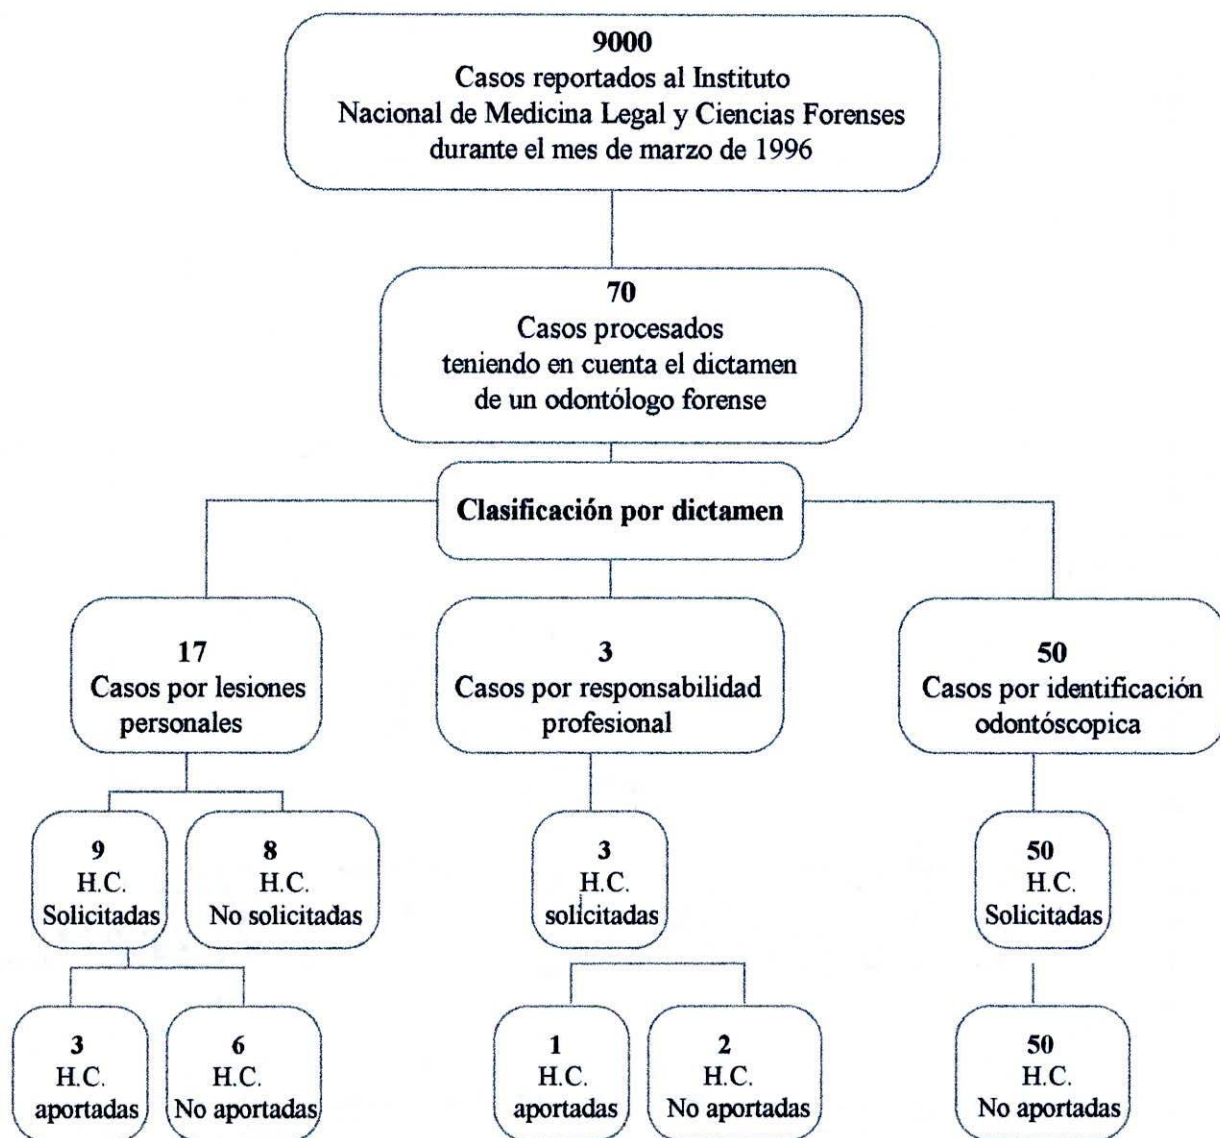 9000
Casos reportados al Instituto
Nacional de Medicina Legal y Ciencias Forenses
durante el mes de marzo de 1996
70
Casos procesados
teniendo en cuenta el dictamen
de un odontólogo forense
Clasificación por dictamen
17
Casos por lesiones
personales
3
Casos por responsabilidad
profesional
50
Casos por identificación
odontóscopica
9
H.C.
Solicitadas
8
H.C.
No solicitadas
3
H.C.
solicitadas
50
H.C.
Solicitadas
3
H.C.
aportadas
6
H.C.
No aportadas
1
H.C.
aportadas
2
H.C.
No aportadas
50
H.C.
No aportadas